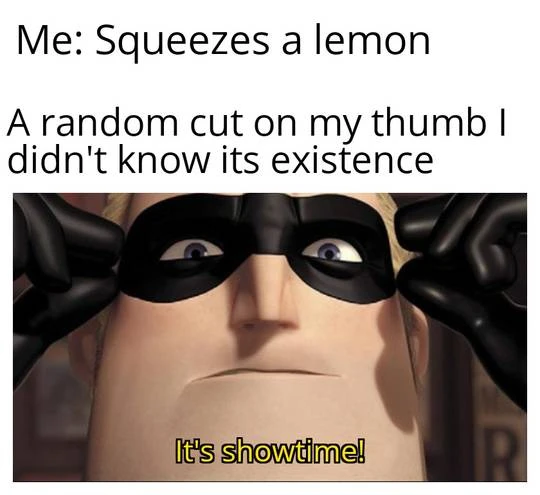 Me: Squeezes a lemon
A random cut on my thumb I
didn't know its existence
It's showtime!
R